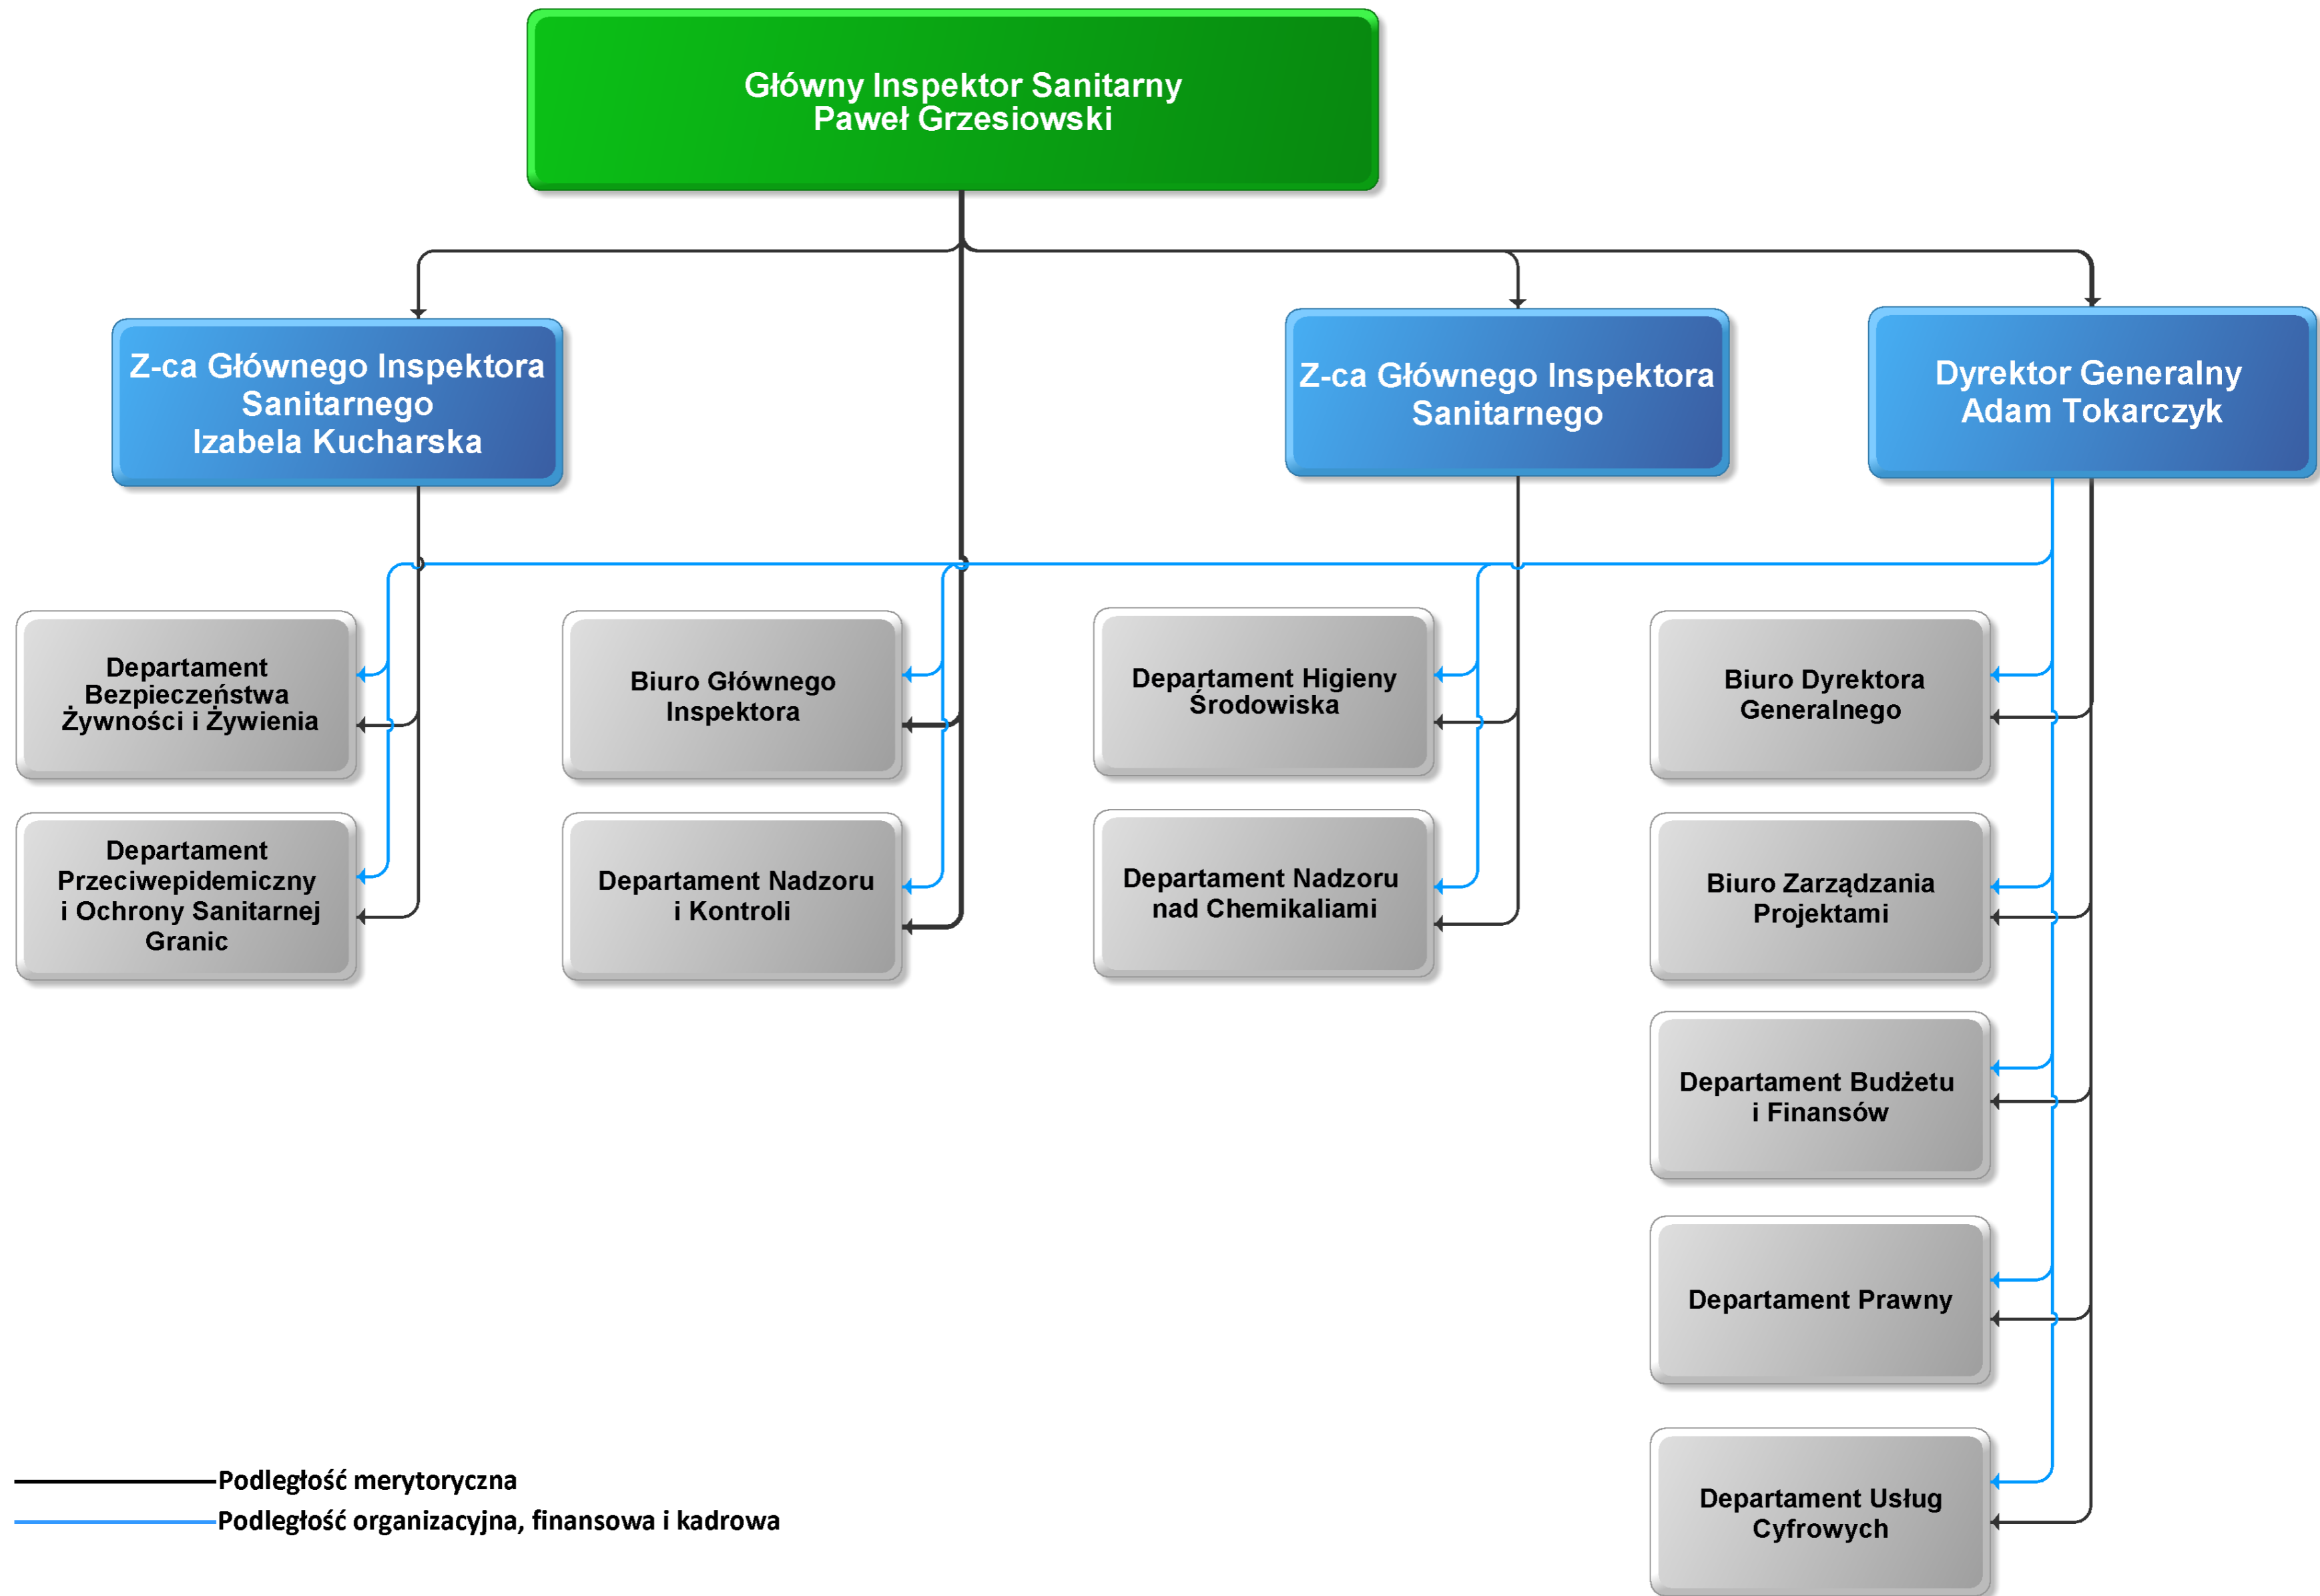 Główny Inspektor Sanitarny
Paweł Grzesiowski
Z-ca Głównego Inspektora
Sanitarnego
Izabela Kucharska
Z-ca Głównego Inspektora
Sanitarnego
Dyrektor Generalny
Adam Tokarczyk
Departament
Bezpieczeństwa
Żywności i Żywienia
Biuro Głównego
Inspektora
Departament Higieny
Środowiska
Biuro Dyrektora
Generalnego
Departament
Przeciwepidemiczny
i Ochrony Sanitarnej
Granic
Departament Nadzoru
i Kontroli
Departament Nadzoru
nad Chemikaliami
Biuro Zarządzania
Projektami
Departament Budżetu
i Finansów
Departament Prawny
Departament Usług
Cyfrowych
Podległość merytoryczna
Podległość organizacyjna, finansowa i kadrowa